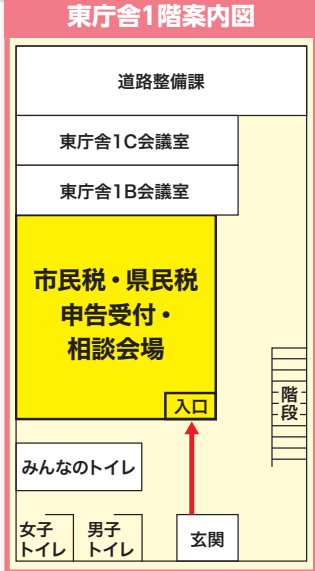 東庁舎1階案内図
道路整備課
東庁舎1C会議室
東庁舎1B会議室
市民税・県民税
申告受付・
相談会場
入口
階
段
みんなのトイレ
女子
トイレ
男子
トイレ
玄関